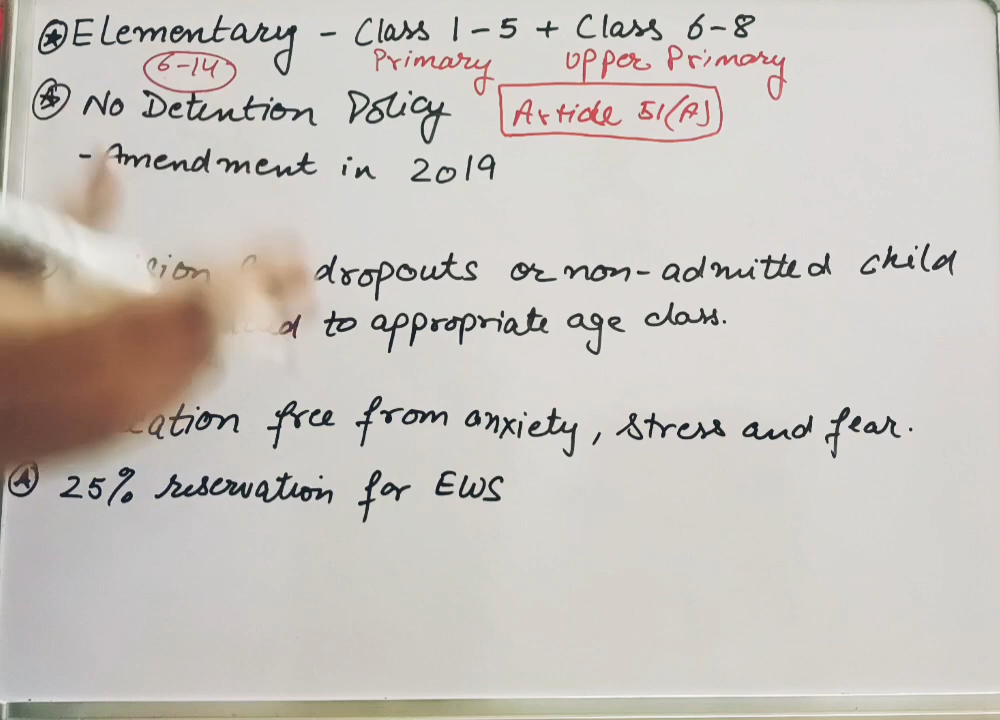 Elementary - Class 1-5 + Class 6-8
6-14 Primary Upper Primary
No Detention Policy Article 51(A)
- Amendment in 2019
dropouts or non-admitted child
to appropriate age class.
free from anxiety, stress and fear.
25% reservation for EWS